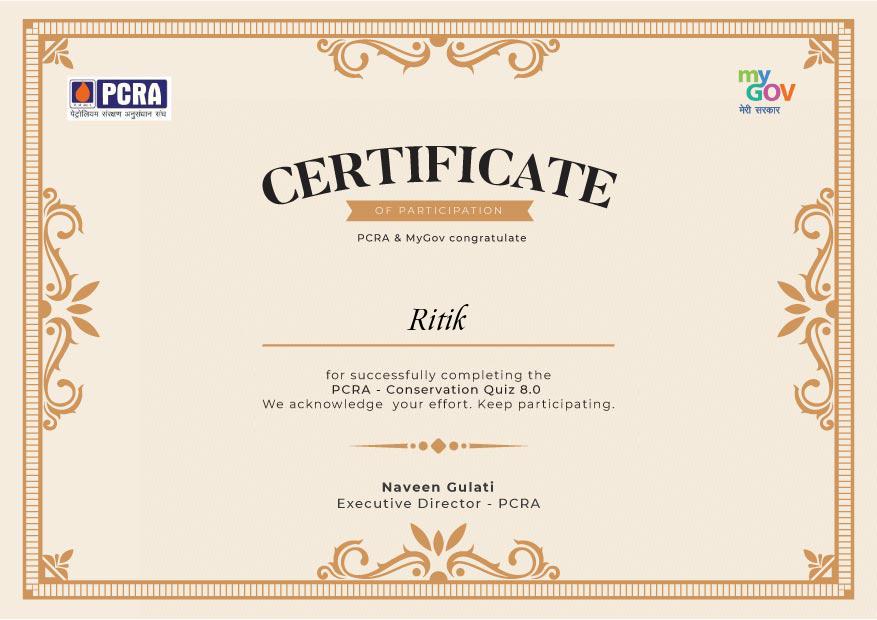 PCRA
पेट्रोलियम संरक्षण अनुसंधान संघ
my
GOV
मेरी सरकार
CERTIFICATE
OF PARTICIPATION
PCRA & MyGov congratulate
Ritik
for successfully completing the
PCRA - Conservation Quiz 8.0
We acknowledge your effort. Keep participating.
Naveen Gulati
Executive Director - PCRA